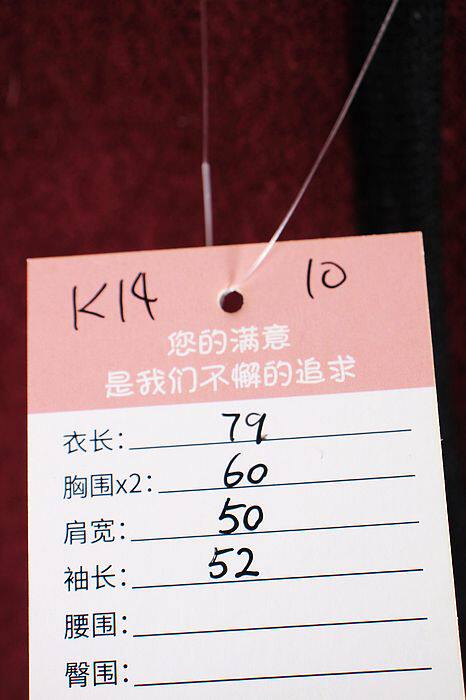 K14 10
您的满意
是我们不懈的追求
衣长: 79
胸围x2: 60
肩宽: 50
袖长: 52
腰围:
臀围: